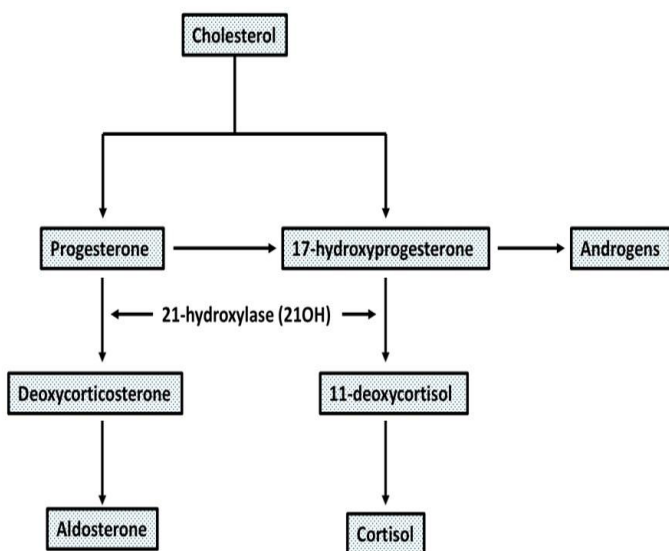 Cholesterol
Progesterone
17-hydroxyprogesterone
Androgens
21-hydroxylase (21OH)
Deoxycorticosterone
11-deoxycortisol
Aldosterone
Cortisol